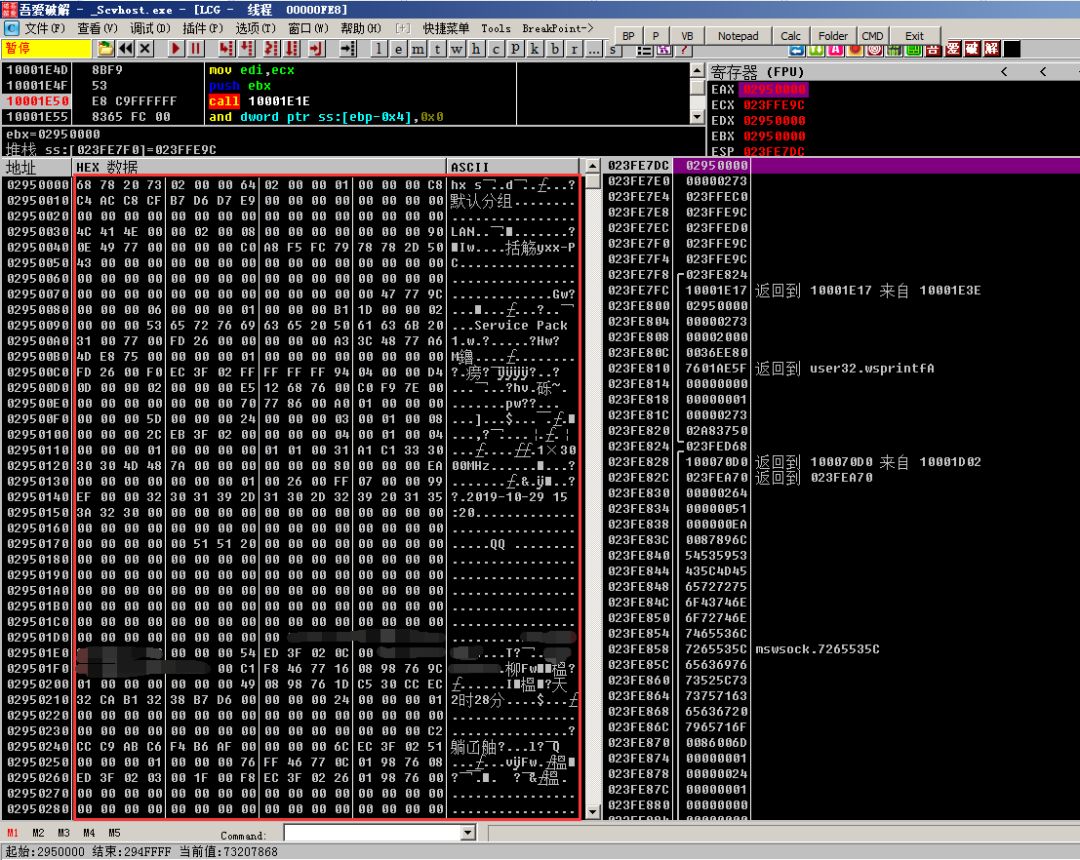 吾爱破解 - _Scvhost.exe - [LCG - 线程 00000FE8]
文件(F) 查看(V) 调试(D) 插件(P) 选项(T) 窗口(W) 帮助(H) [+] 快捷菜单 Tools BreakPoint->
BP P VB Notepad Calc Folder CMD Exit
暂停 l e m t w h c p k b r ... s
10001E4D 8BF9 mov edi,ecx
10001E4F 53 push ebx
10001E50 E8 C9FFFFFF call 10001E1E
10001E55 8365 FC 00 and dword ptr ss:[ebp-0x4],0x0
ebx=02950000
堆栈 ss:[023FE7F0]=023FFE9C
寄存器 (FPU) < <
EAX 02950000
ECX 023FFE9C
EDX 02950000
EBX 02950000
ESP 023FE7DC
地址 HEX 数据 ASCII
02950000 68 78 20 73 02 00 00 64 02 00 00 01 00 00 00 C8
02950010 C4 AC C8 CF B7 D6 D7 E9 00 00 00 00 00 00 00 00 默认分组........
02950020 00 00 00 00 00 00 00 00 00 00 00 00 00 00 00 00 ................
02950030 4C 41 4E 00 00 02 00 08 00 00 00 00 00 00 00 90
02950040 0E 49 77 00 00 00 00 C0 A8 F5 FC 79 78 78 2D 50
02950050 43 00 00 00 00 00 00 00 00 00 00 00 00 00 00 00 C...............
02950060 00 00 00 00 00 00 00 00 00 00 00 00 00 00 00 00 ................
02950070 00 00 00 00 00 00 00 00 00 00 00 00 00 47 77 9C .............Gw?
02950080 00 00 00 06 00 00 00 01 00 00 00 B1 1D 00 00 02
02950090 00 00 00 53 65 72 76 69 63 65 20 50 61 63 6B 20 ...Service Pack
029500A0 31 00 77 00 FD 26 00 00 00 00 00 A3 3C 48 77 A6 1.w.?.....?Hw?
029500B0 4D E8 75 00 00 00 00 01 00 00 00 00 00 00 00 00
029500C0 FD 26 00 F0 EC 3F 02 FF FF FF FF 94 04 00 00 D4
029500D0 0D 00 00 02 00 00 00 E5 12 68 76 00 C0 F9 7E 00
029500E0 00 00 00 00 00 00 00 70 77 86 00 A0 01 00 00 00 .......pw??...
029500F0 00 00 00 5D 00 00 00 24 00 00 00 03 00 01 00 08
02950100 00 00 00 2C EB 3F 02 00 00 00 00 04 00 01 00 04
02950110 00 00 00 01 00 00 00 00 01 01 00 31 A1 C1 33 30
02950120 30 30 4D 48 7A 00 00 00 00 00 00 80 00 00 00 EA
02950130 00 00 00 00 00 00 01 00 26 00 FF 07 00 00 00 99
02950140 EF 00 00 32 30 31 39 2D 31 30 2D 32 39 20 31 35 ?.2019-10-29 15
02950150 3A 32 30 00 00 00 00 00 00 00 00 00 00 00 00 00 :20.............
02950160 00 00 00 00 00 00 00 00 00 00 00 00 00 00 00 00 ................
02950170 00 00 00 00 00 51 51 20 00 00 00 00 00 00 00 00 .....QQ ........
02950180 00 00 00 00 00 00 00 00 00 00 00 00 00 00 00 00 ................
02950190 00 00 00 00 00 00 00 00 00 00 00 00 00 00 00 00 ................
029501A0 00 00 00 00 00 00 00 00 00 00 00 00 00 00 00 00 ................
029501B0 00 00 00 00 00 00 00 00 00 00 00 00 00 00 00 00 ................
029501C0 00 00 00 00 00 00 00 00 00 00 00 00 00 00 00 00 ................
029501D0 00 00 00 00 00 00 00 00 00
029501E0 00 00 00 54 ED 3F 02 0C 00
029501F0 00 C1 F8 46 77 16 08 98 76 9C
02950200 01 00 00 00 00 00 00 49 08 98 76 1D C5 30 CC EC
02950210 32 CA B1 32 38 B7 D6 00 00 00 00 24 00 00 00 01
02950220 00 00 00 00 00 00 00 00 00 00 00 00 00 00 00 00 ................
02950230 00 00 00 00 00 00 00 00 00 00 00 00 00 00 00 C2 ...............?
02950240 CC C9 AB C6 F4 B6 AF 00 00 00 00 6C EC 3F 02 51
02950250 00 00 00 01 00 00 00 76 FF 46 77 0C 01 98 76 08
02950260 ED 3F 02 03 00 1F 00 F8 EC 3F 02 26 01 98 76 00
02950270 00 00 00 00 00 00 00 00 00 00 00 00 00 00 00 00 ................
02950280 00 00 00 00 00 00 00 00 00 00 00 00 00 00 00 00 ................
023FE7DC 02950000
023FE7E0 00000273
023FE7E4 023FFEC0
023FE7E8 023FFE9C
023FE7EC 023FFED0
023FE7F0 023FFE9C
023FE7F4 023FFE9C
023FE7F8 023FE824
023FE7FC 10001E17 返回到 10001E17 来自 10001E3E
023FE800 02950000
023FE804 00000273
023FE808 00002000
023FE80C 0036EE80
023FE810 7601AE5F 返回到 user32.wsprintfA
023FE814 00000000
023FE818 00000001
023FE81C 00000273
023FE820 02A83750
023FE824 023FED68
023FE828 100070D0 返回到 100070D0 来自 10001D02
023FE82C 023FEA70 返回到 023FEA70
023FE830 00000264
023FE834 00000051
023FE838 000000EA
023FE83C 0087896C
023FE840 54535953
023FE844 435C4D45
023FE848 65727275
023FE84C 6F43746E
023FE850 6F72746E
023FE854 7465536C
023FE858 7265535C mswsock.7265535C
023FE85C 65636976
023FE860 73525C73
023FE864 73757163
023FE868 65636720
023FE86C 7965716F
023FE870 0086006D
023FE874 00000001
023FE878 00000024
023FE87C 00000001
023FE880 00000000
M1 M2 M3 M4 M5 Command:
起始:2950000 结束:294FFFF 当前值:73207868